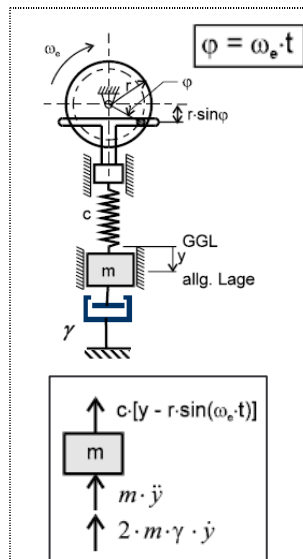 φ = ωₑ·t
ωₑ
r
φ
r·sinφ
c
GGL
y
m
allg. Lage
γ
c·[y - r·sin(ωₑ·t)]
m
m · ÿ
2 · m · γ · ẏ